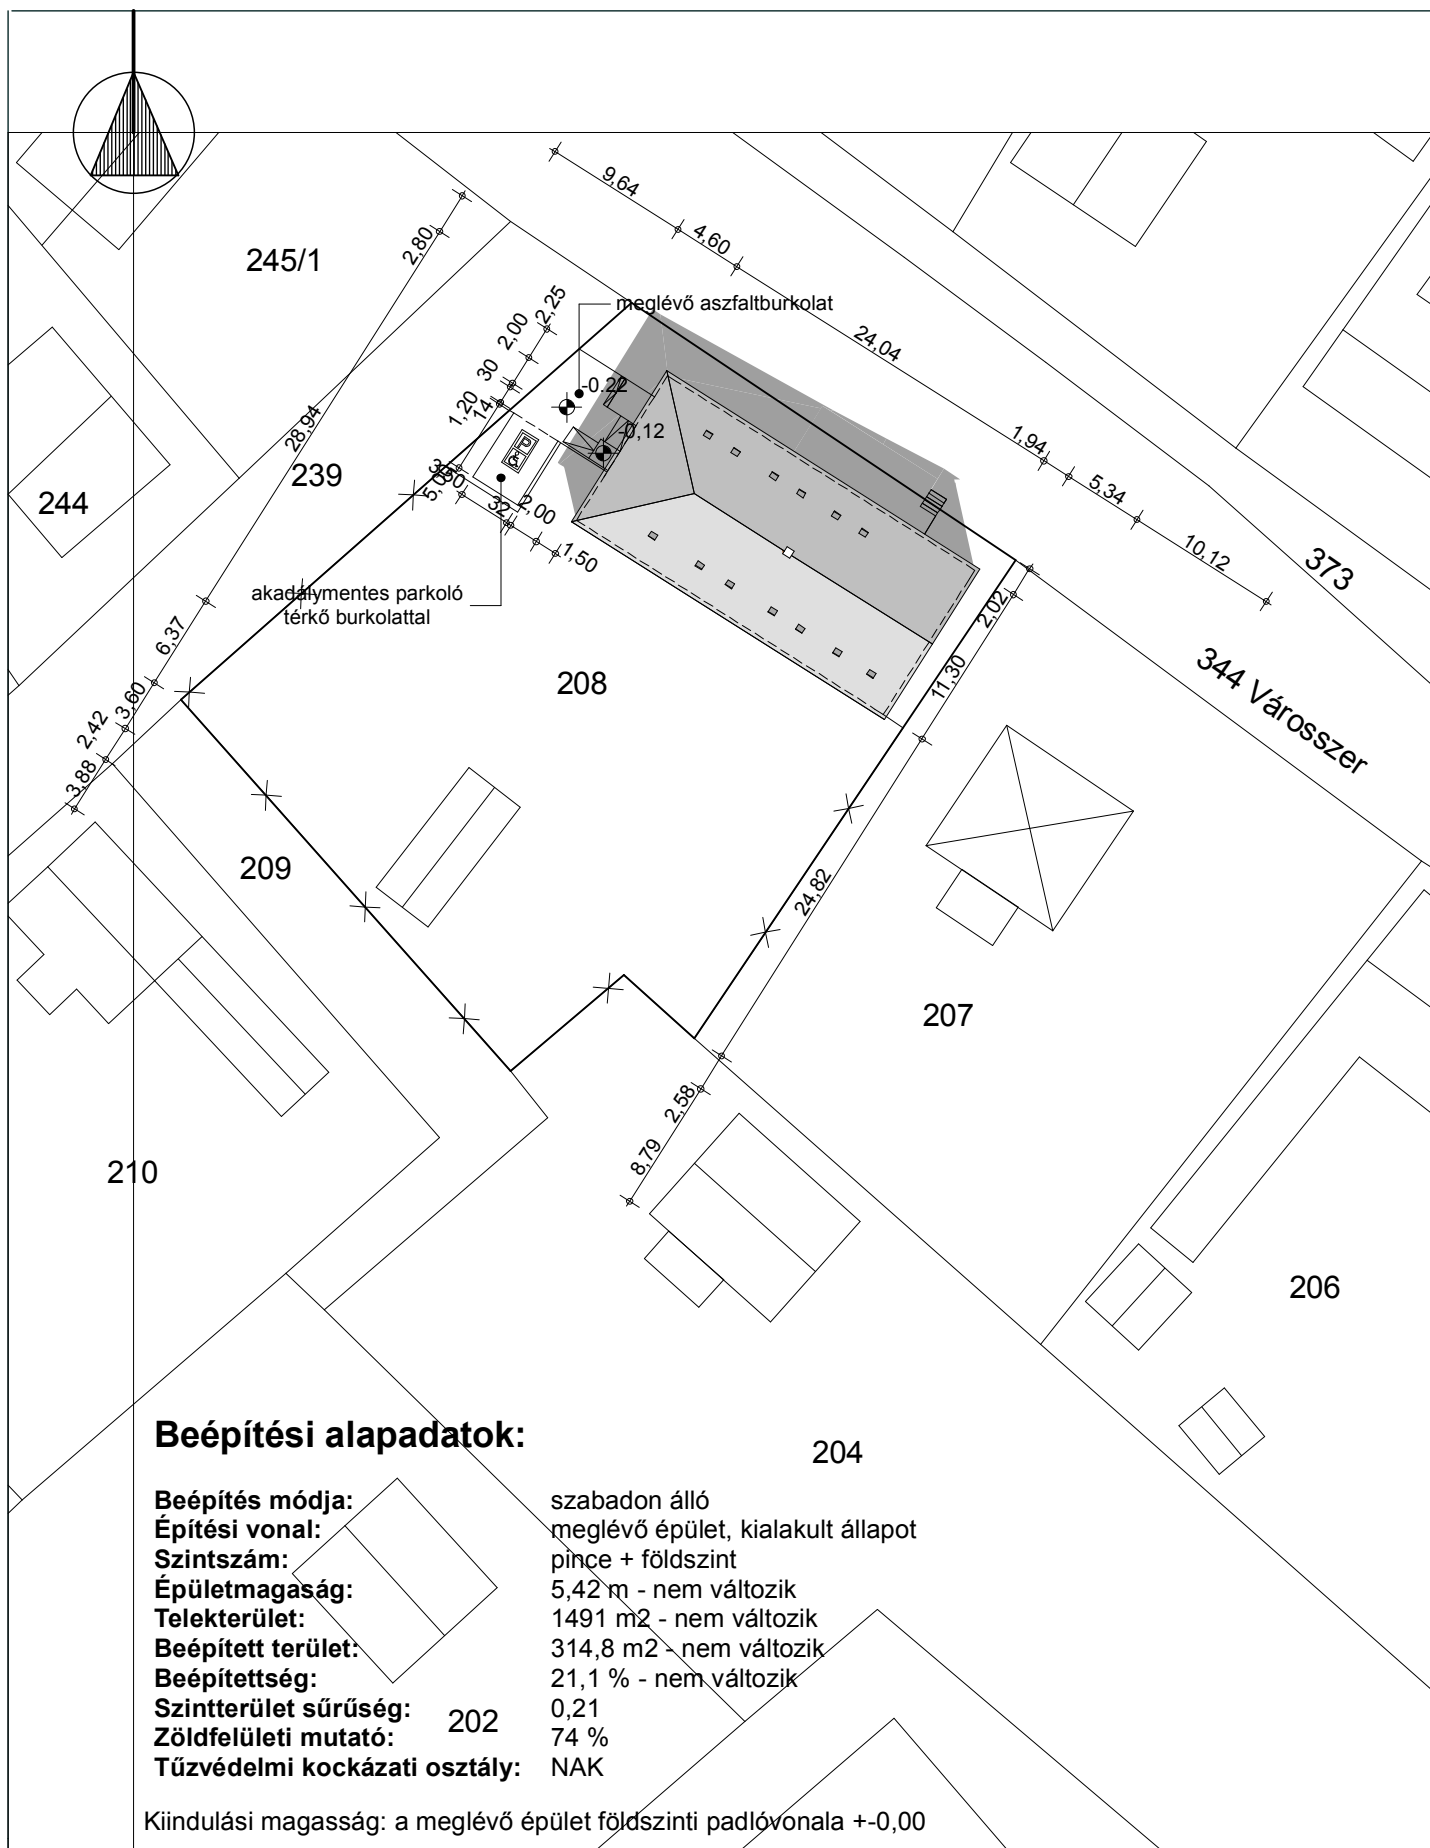 9,64
4,60
24,04
1,94
5,34
10,12
2,80
28,94
6,37
3,60
2,42
3,88
245/1
239
244
meglévő aszfaltburkolat
2,25
2,00
30
14
1,20
-0.22
-0,12
P
5,00
32
2,00
1,50
akadálymentes parkoló
térkő burkolattal
208
373
344 Városszer
2,02
11,30
24,82
2,58
8,79
209
207
210
206
204
202
Beépítési alapadatok:
Beépítés módja: szabadon álló
Építési vonal: meglévő épület, kialakult állapot
Szintszám: pince + földszint
Épületmagaság: 5,42 m - nem változik
Telekterület: 1491 m2 - nem változik
Beépített terület: 314,8 m2 - nem változik
Beépítettség: 21,1 % - nem változik
Szintterület sűrűség: 0,21
Zöldfelületi mutató: 74 %
Tűzvédelmi kockázati osztály: NAK
Kiindulási magasság: a meglévő épület földszinti padlóvonala +-0,00